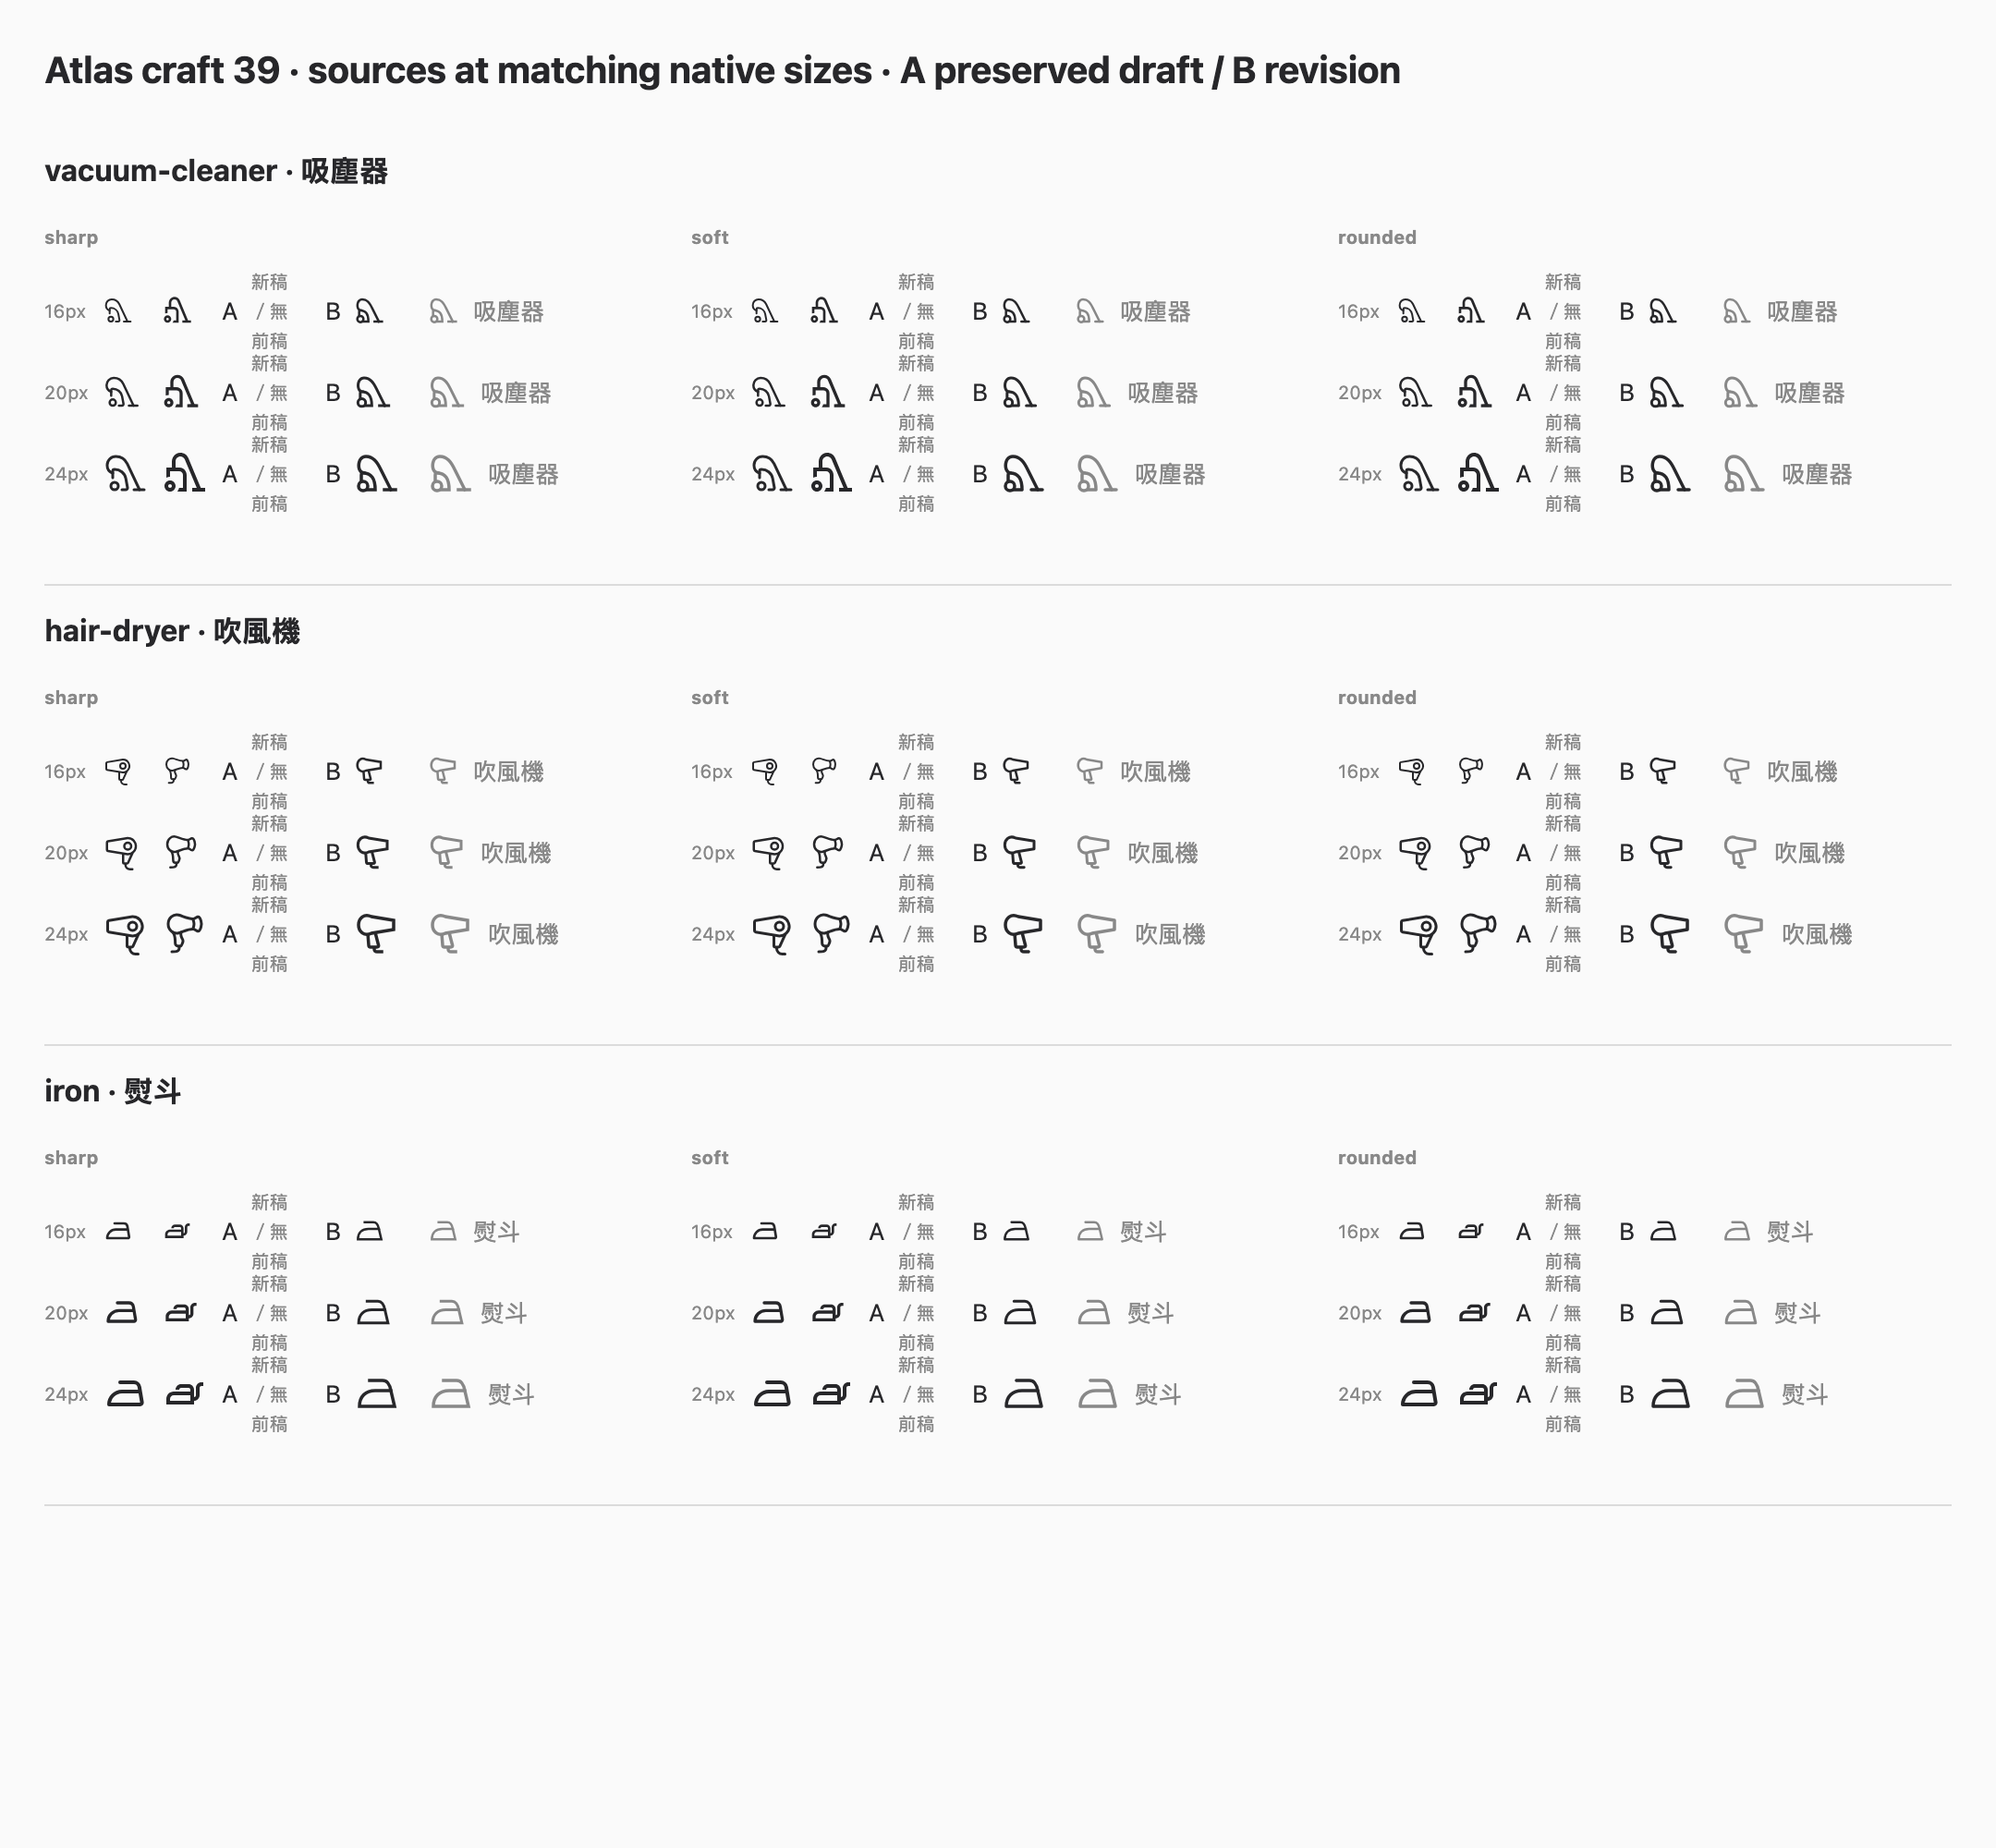 Atlas craft 39 · sources at matching native sizes · A preserved draft / B revision
vacuum-cleaner · 吸塵器
sharp
16px A 新稿 / 無前稿 B 吸塵器
20px A 新稿 / 無前稿 B 吸塵器
24px A 新稿 / 無前稿 B 吸塵器
soft
16px A 新稿 / 無前稿 B 吸塵器
20px A 新稿 / 無前稿 B 吸塵器
24px A 新稿 / 無前稿 B 吸塵器
rounded
16px A 新稿 / 無前稿 B 吸塵器
20px A 新稿 / 無前稿 B 吸塵器
24px A 新稿 / 無前稿 B 吸塵器
hair-dryer · 吹風機
sharp
16px A 新稿 / 無前稿 B 吹風機
20px A 新稿 / 無前稿 B 吹風機
24px A 新稿 / 無前稿 B 吹風機
soft
16px A 新稿 / 無前稿 B 吹風機
20px A 新稿 / 無前稿 B 吹風機
24px A 新稿 / 無前稿 B 吹風機
rounded
16px A 新稿 / 無前稿 B 吹風機
20px A 新稿 / 無前稿 B 吹風機
24px A 新稿 / 無前稿 B 吹風機
iron · 熨斗
sharp
16px A 新稿 / 無前稿 B 熨斗
20px A 新稿 / 無前稿 B 熨斗
24px A 新稿 / 無前稿 B 熨斗
soft
16px A 新稿 / 無前稿 B 熨斗
20px A 新稿 / 無前稿 B 熨斗
24px A 新稿 / 無前稿 B 熨斗
rounded
16px A 新稿 / 無前稿 B 熨斗
20px A 新稿 / 無前稿 B 熨斗
24px A 新稿 / 無前稿 B 熨斗